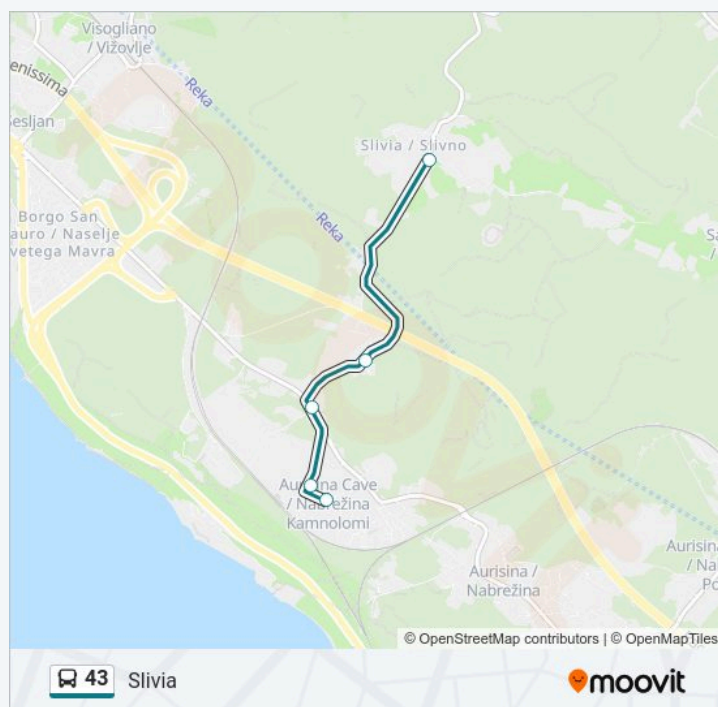 Visogliano
/ Vižovlje
enissima
Reka
Sesljan
Slivia / Slivno
Borgo San
auro / Naselje
vetega Mavra
Reka
Sa
Aurisina Cave
/ Nabrežina
Kamnolomi
Aurisina /
Nabrežina
Aurisina
/ Na
Po
© OpenStreetMap contributors | © OpenMapTiles
43 Slivia
moovit